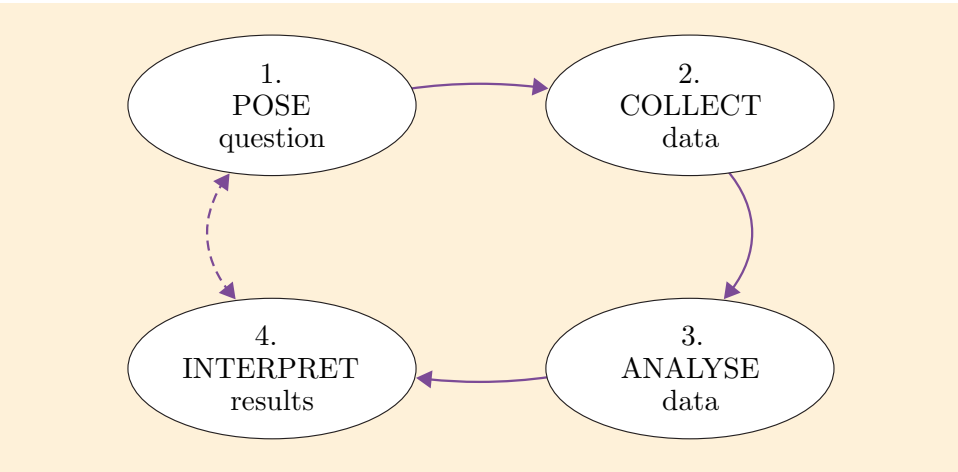 1.
POSE
question
2.
COLLECT
data
3.
ANALYSE
data
4.
INTERPRET
results